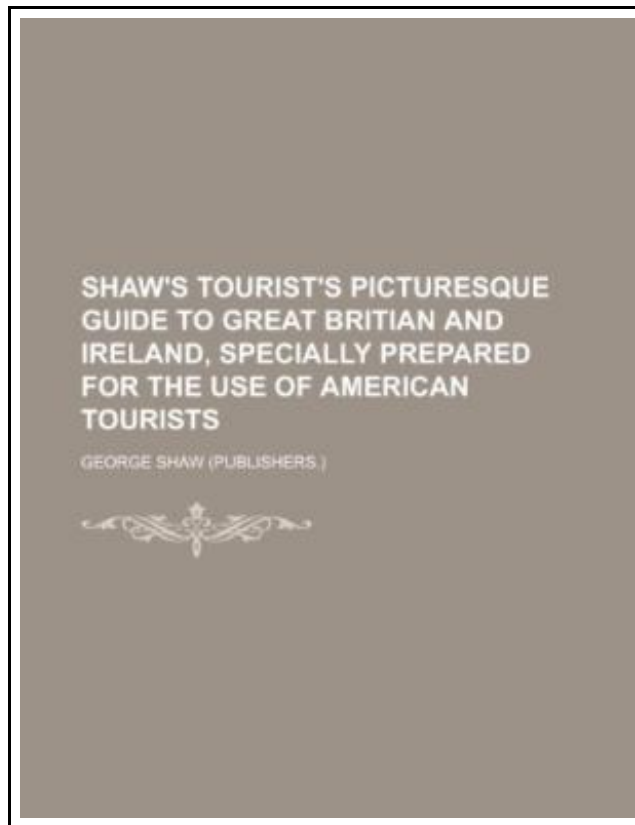 SHAW'S TOURIST'S PICTURESQUE
GUIDE TO GREAT BRITIAN AND
IRELAND, SPECIALLY PREPARED
FOR THE USE OF AMERICAN
TOURISTS
GEORGE SHAW (PUBLISHERS.)